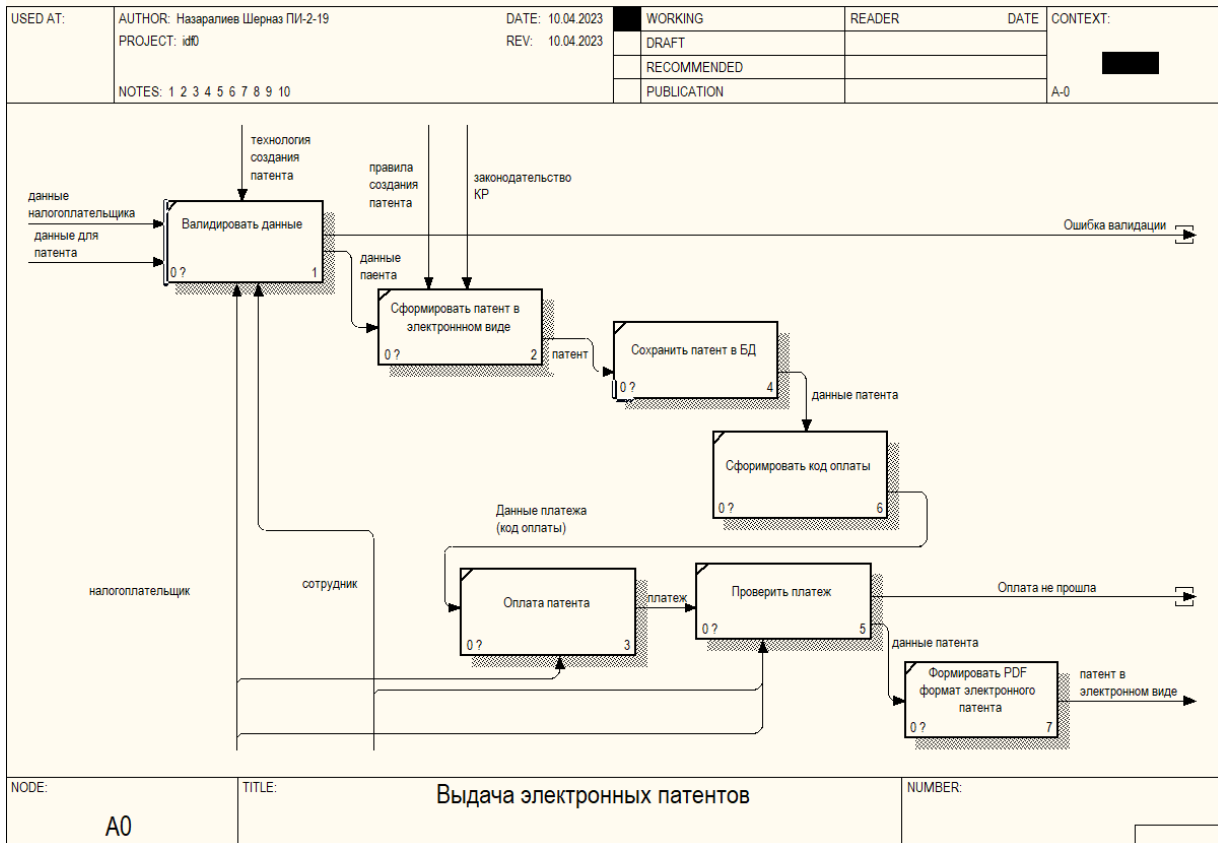 USED AT:
AUTHOR: Назаралиев Шерназ ПИ-2-19
DATE: 10.04.2023
WORKING
READER
DATE
CONTEXT:
PROJECT: idf0
REV: 10.04.2023
DRAFT
RECOMMENDED
NOTES: 1 2 3 4 5 6 7 8 9 10
PUBLICATION
A-0
технология
создания
патента
правила
создания
патента
законодательство
КР
данные
налогоплательщика
данные для
патента
Валидировать данные
0 ?
1
Ошибка валидации
данные
паента
Сформировать патент в
электроннном виде
0 ?
2
патент
Сохранить патент в БД
0 ?
4
данные патента
Сфоримровать код оплаты
0 ?
6
Данные платежа
(код оплаты)
налогоплательщик
сотрудник
Оплата патента
0 ?
3
платеж
Проверить платеж
0 ?
5
Оплата не прошла
данные патента
Формировать PDF
формат электронного
патента
0 ?
7
патент в
электронном виде
NODE:
A0
TITLE:
Выдача электронных патентов
NUMBER: